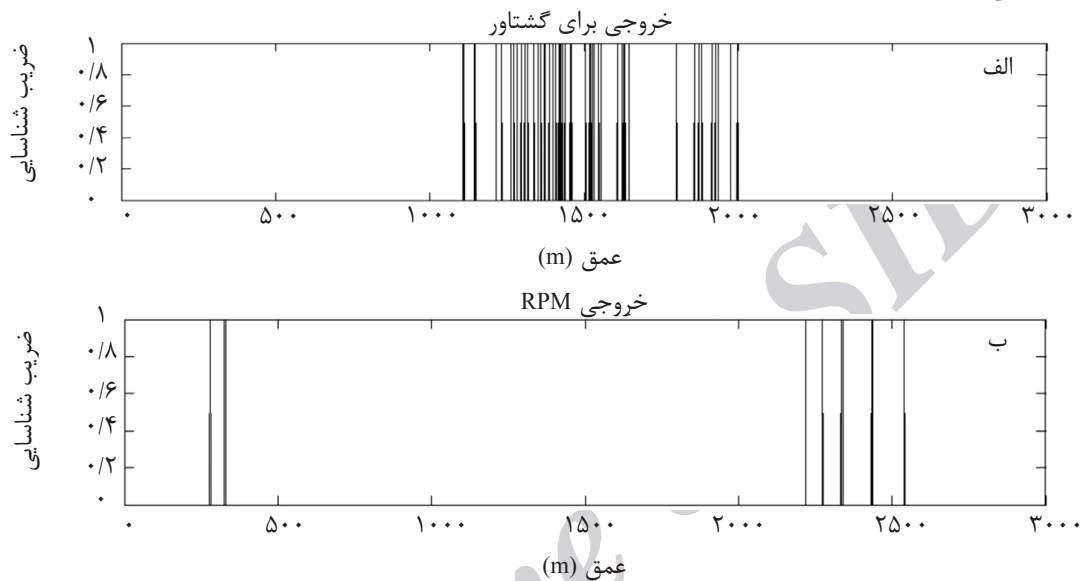 خروجی برای گشتاور
ضریب شناسایی
۱
۰/۸
۰/۶
۰/۴
۰/۲
۰
الف
۰ ۵۰۰ ۱۰۰۰ ۱۵۰۰ ۲۰۰۰ ۲۵۰۰ ۳۰۰۰
عمق (m)
خروجی RPM
ضریب شناسایی
۱
۰/۸
۰/۶
۰/۴
۰/۲
۰
ب
۰ ۵۰۰ ۱۰۰۰ ۱۵۰۰ ۲۰۰۰ ۲۵۰۰ ۳۰۰۰
عمق (m)